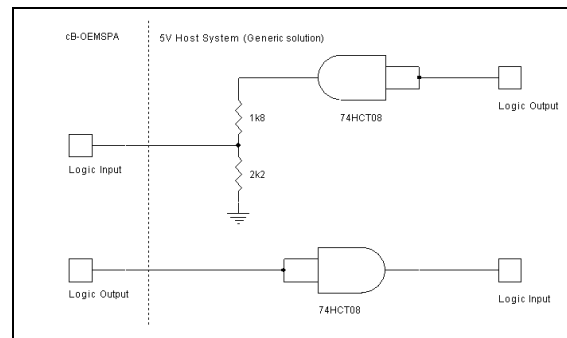 cB-OEMSPA
5V Host System (Generic solution)
1k8
74HCT08
Logic Output
Logic Input
2k2
Logic Output
74HCT08
Logic Input